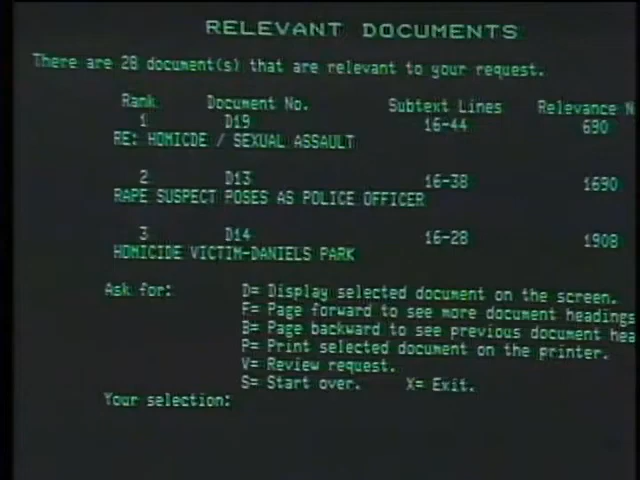 RELEVANT DOCUMENTS
There are 28 document(s) that are relevant to your request.
Rank Document No. Subtext Lines Relevance N
1 D19 16-44 690
RE: HOMICDE / SEXUAL ASSAULT
2 D13 16-38 1690
RAPE SUSPECT POSES AS POLICE OFFICER
3 D14 16-28 1908
HOMICIDE VICTIM-DANIELS PARK
Ask for: D= Display selected document on the screen.
F= Page forward to see more document headings
B= Page backward to see previous document hea
P= Print selected document on the printer.
V= Review request.
S= Start over. X= Exit.
Your selection: